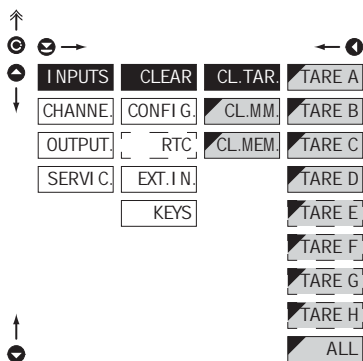 INPUTS CLEAR CL.TAR. TARE A
CHANNE. CONFIG. CL.MM. TARE B
OUTPUT. RTC CL.MEM. TARE C
SERVIC. EXT.IN. TARE D
KEYS TARE E
TARE F
TARE G
TARE H
ALL